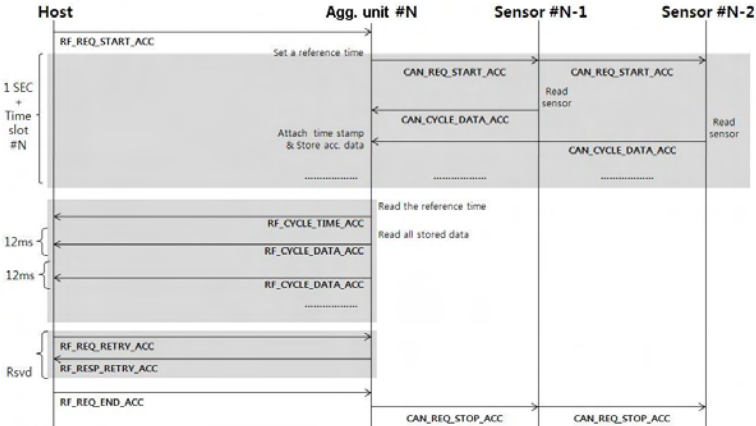 Host Agg. unit #N Sensor #N-1 Sensor #N-2
RF_REQ_START_ACC
Set a reference time
CAN_REQ_START_ACC CAN_REQ_START_ACC
1 SEC
+
Time
slot
#N
Read
sensor
CAN_CYCLE_DATA_ACC
Read
sensor
Attach time stamp
& Store acc. data
CAN_CYCLE_DATA_ACC
.................. .................. ..................
Read the reference time
RF_CYCLE_TIME_ACC
Read all stored data
12ms
RF_CYCLE_DATA_ACC
12ms
RF_CYCLE_DATA_ACC
..................
RF_REQ_RETRY_ACC
Rsvd
RF_RESP_RETRY_ACC
RF_REQ_END_ACC
CAN_REQ_STOP_ACC CAN_REQ_STOP_ACC